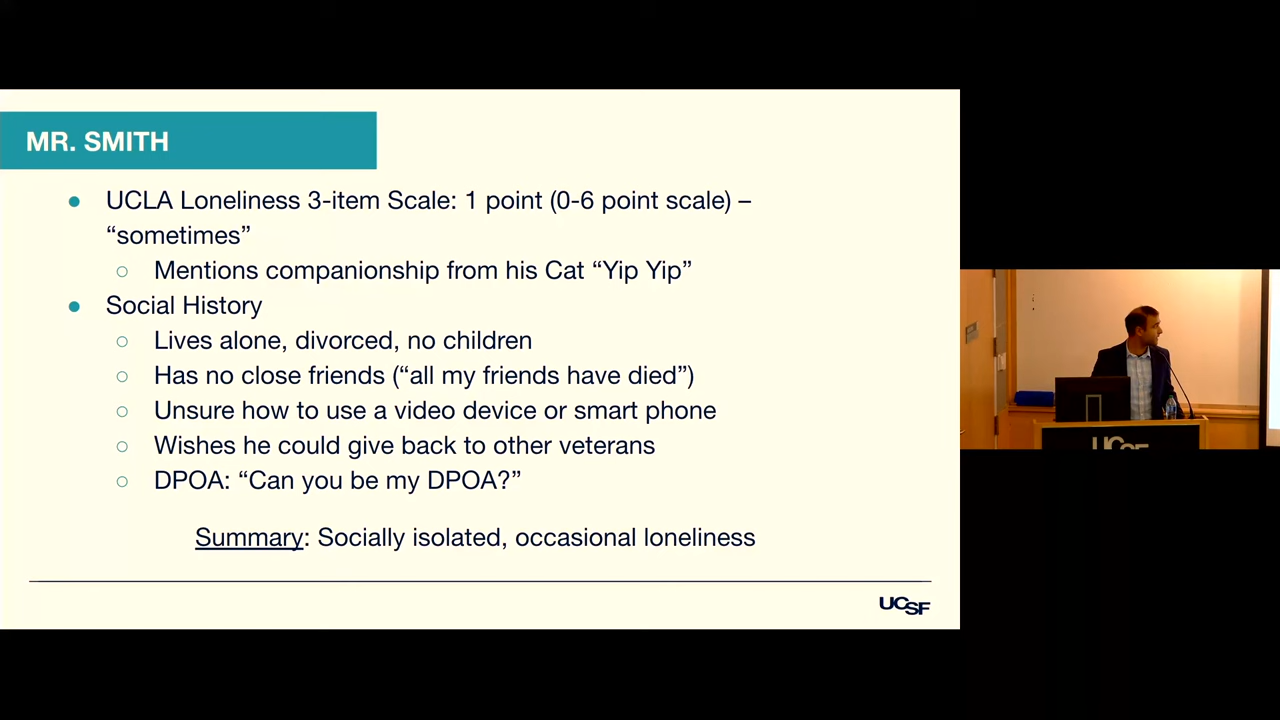 MR. SMITH
● UCLA Loneliness 3-item Scale: 1 point (0-6 point scale) –
“sometimes”
○ Mentions companionship from his Cat “Yip Yip”
● Social History
○ Lives alone, divorced, no children
○ Has no close friends (“all my friends have died”)
○ Unsure how to use a video device or smart phone
○ Wishes he could give back to other veterans
○ DPOA: “Can you be my DPOA?”
Summary: Socially isolated, occasional loneliness
UCSF
UCSF